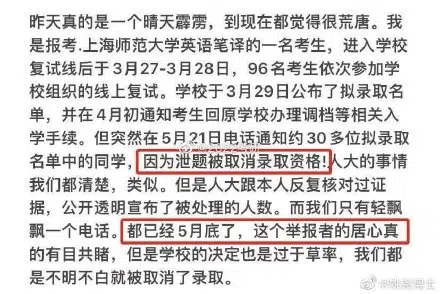 昨天真的是一个晴天霹雳，到现在都觉得很荒唐。我
是报考.上海师范大学英语笔译的一名考生，进入学校
复试线后于3月27-3月28日，96名考生依次参加学
校组织的线上复试。学校于3月29日公布了拟录取名
单，并在4月初通知考生回原学校办理调档等相关入
学手续。但突然在5月21日电话通知约30多位拟录取
名单中的同学，因为泄题被取消录取资格!人大的事情
我们都清楚，类似。但是人大跟本人反复核对过证
据，公开透明宣布了被处理的人数。而我们只有轻飘
飘一个电话。都已经5月底了，这个举报者的居心真
的有目共睹，但是学校的决定也是过于草率，我们都
是不明不白就被取消了录取。